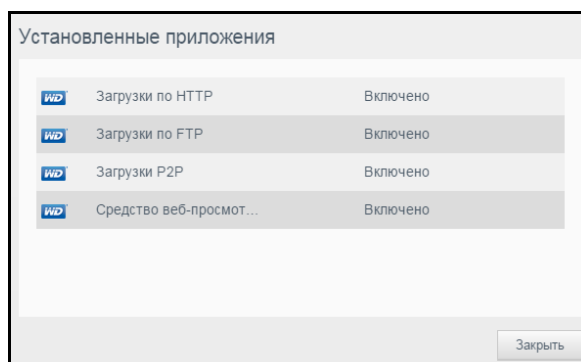 Установленные приложения
WD Загрузки по HTTP Включено
WD Загрузки по FTP Включено
WD Загрузки P2P Включено
WD Средство веб-просмот... Включено
Закрыть